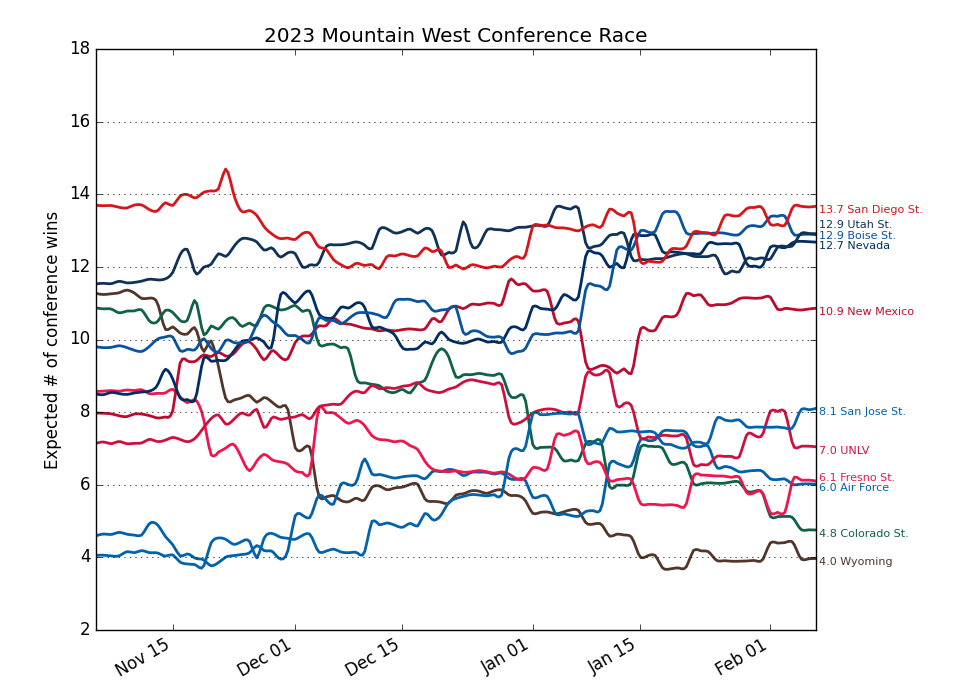 2023 Mountain West Conference Race
Expected # of conference wins
18
16
14
12
10
8
6
4
2
13.7 San Diego St.
12.9 Utah St.
12.9 Boise St.
12.7 Nevada
10.9 New Mexico
8.1 San Jose St.
7.0 UNLV
6.1 Fresno St.
6.0 Air Force
4.8 Colorado St.
4.0 Wyoming
Nov 15
Dec 01
Dec 15
Jan 01
Jan 15
Feb 01